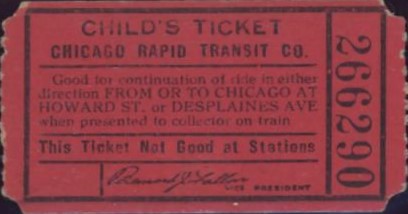 CHILD'S TICKET
CHICAGO RAPID TRANSIT CO.
Good for continuation of ride in either
direction FROM OR TO CHICAGO AT
HOWARD ST. or DESPLAINES AVE
when presented to collector on train
This Ticket Not Good at Stations
Bernard J. Fallon
VICE PRESIDENT
266290